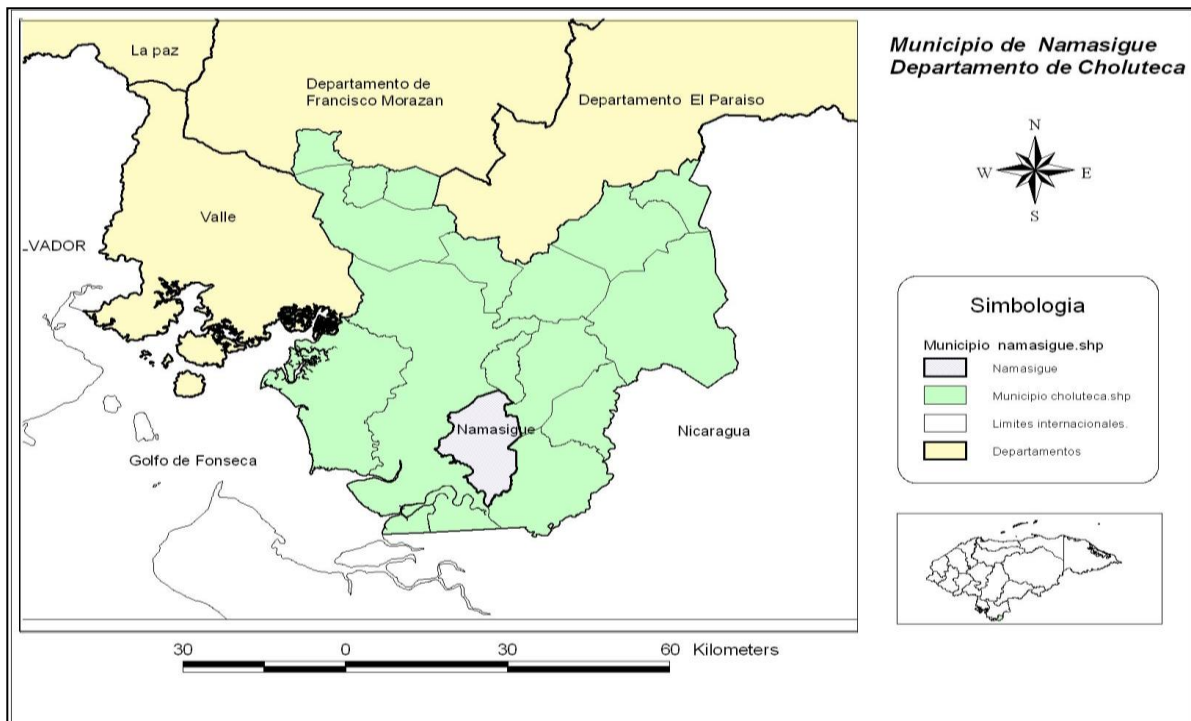 Municipio de Namasigue
Departamento de Choluteca
La paz
Departamento de
Francisco Morazan
Departamento El Paraiso
Valle
VADOR
Namasigue
Nicaragua
Golfo de Fonseca
N
W
E
S
Simbologia
Municipio namasigue.shp
Namasigue
Municipio choluteca.shp
Limites internacionales.
Departamentos
30 0 30 60 Kilometers